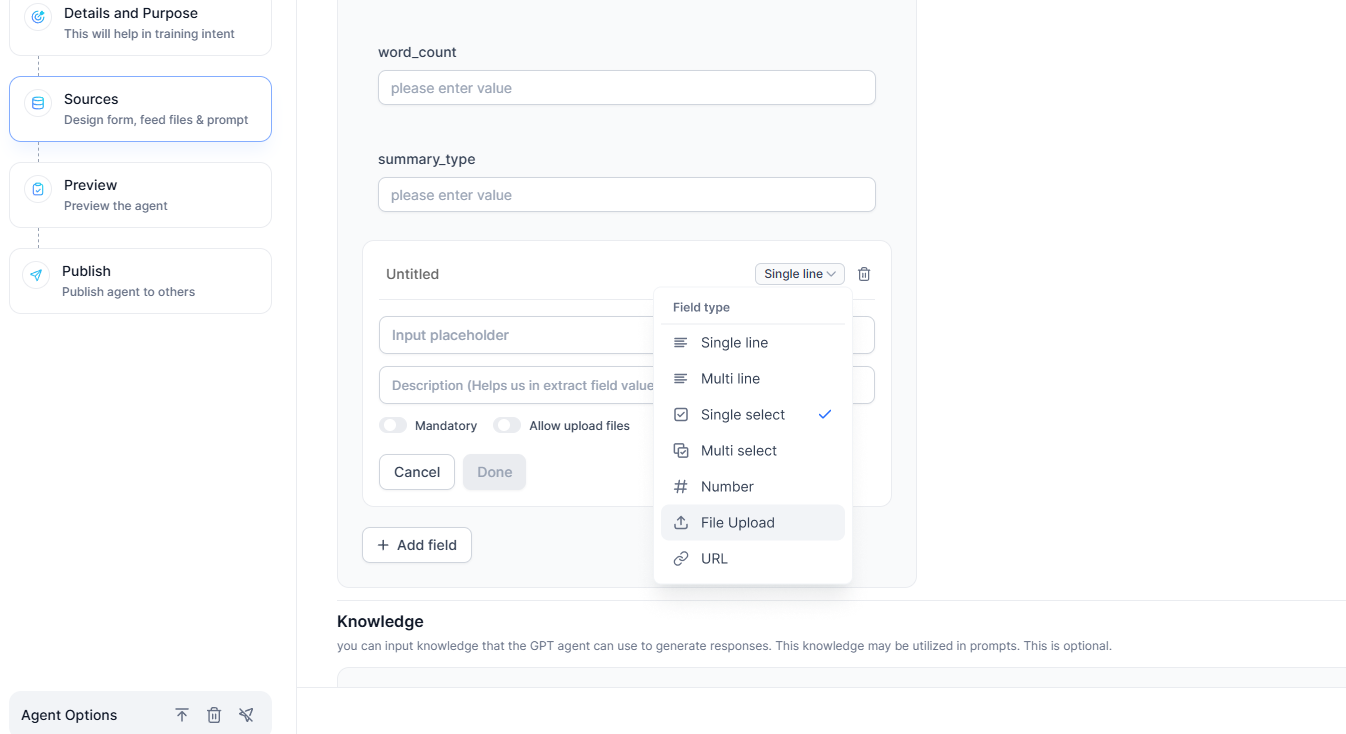 Details and Purpose
This will help in training intent
Sources
Design form, feed files & prompt
Preview
Preview the agent
Publish
Publish agent to others
Agent Options
word_count
please enter value
summary_type
please enter value
Untitled
Single line
Input placeholder
Description (Helps us in extract field value
Mandatory
Allow upload files
Cancel
Done
Field type
Single line
Multi line
Single select
Multi select
Number
File Upload
URL
+ Add field
Knowledge
you can input knowledge that the GPT agent can use to generate responses. This knowledge may be utilized in prompts. This is optional.